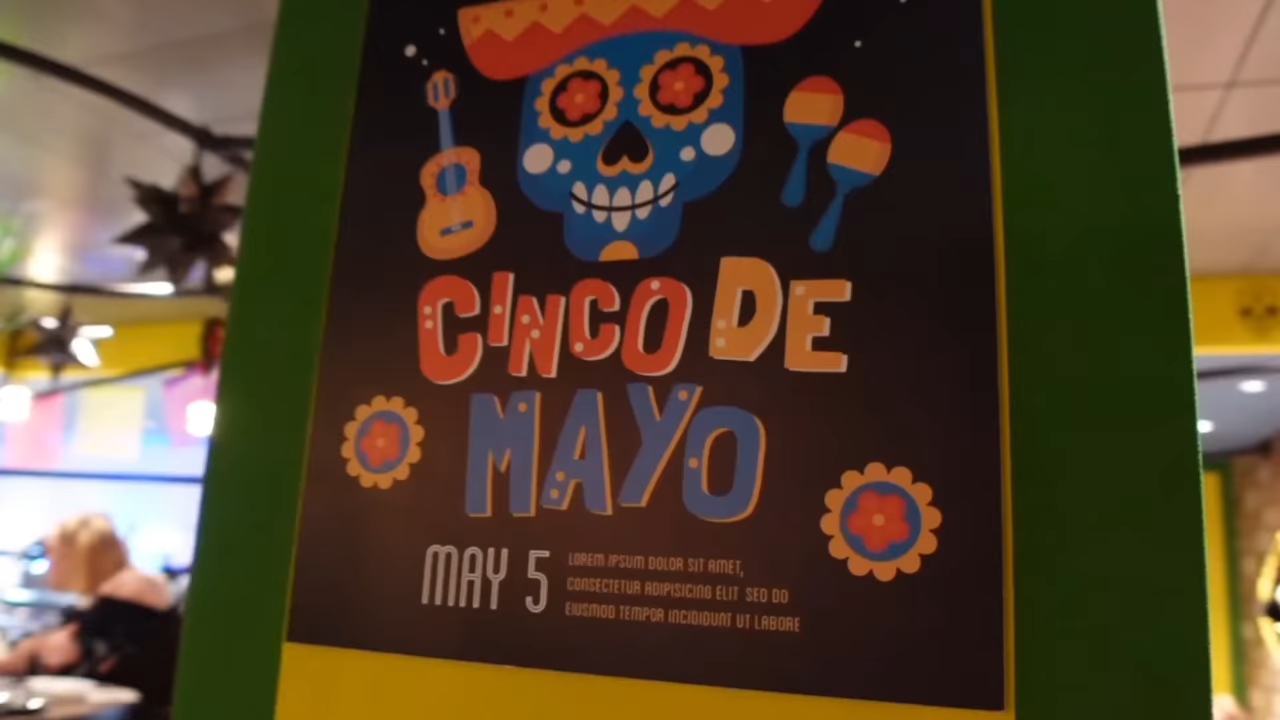 CINCO DE
MAYO
MAY 5
LOREM IPSUM DOLOR SIT AMET,
CONSECTETUR ADIPISICING ELIT SED DO
EIUSMOD TEMPOR INCIDIDUNT UT LABORE